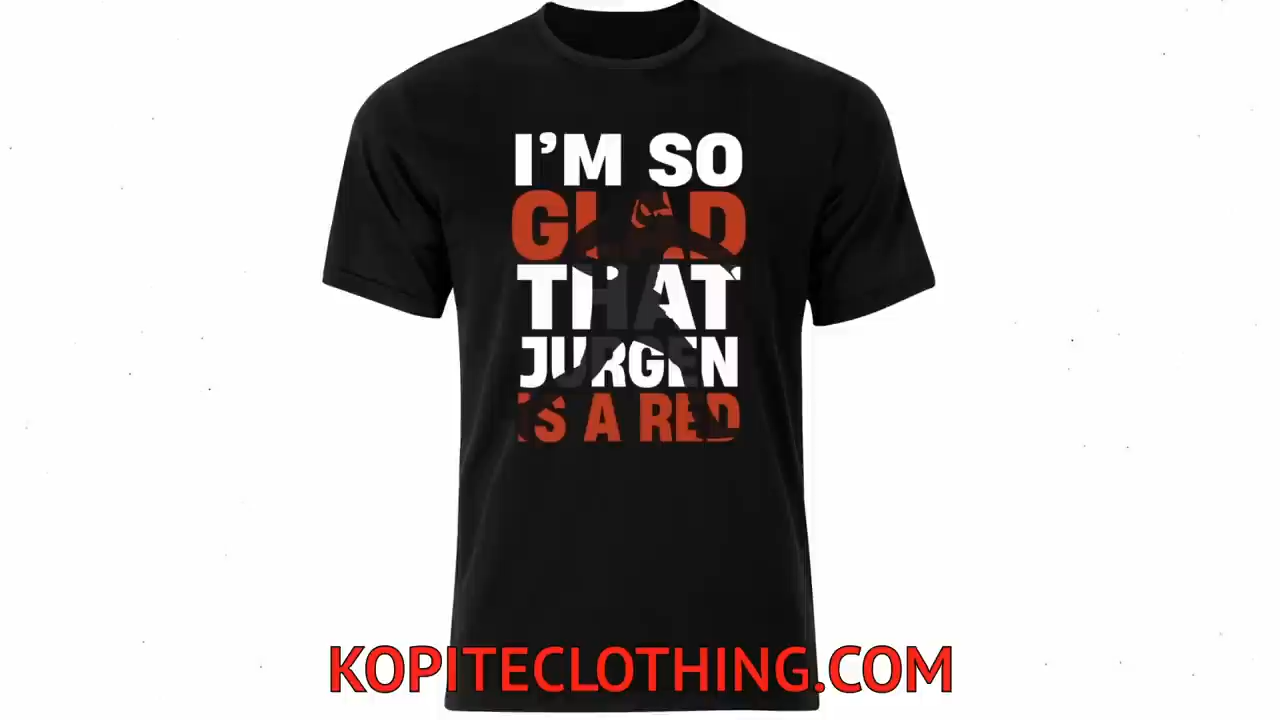 I'M SO
GLAD
THAT
JURGEN
IS A RED
KOPITECLOTHING.COM